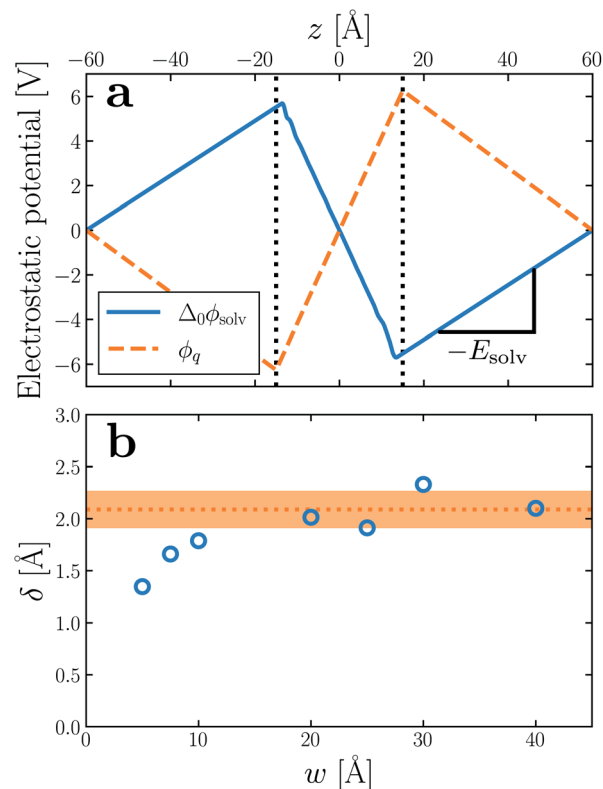 z [Å]
−60 −40 −20 0 20 40 60
Electrostatic potential [V]
a
6
4
2
0
−2
−4
−6
Δ₀ϕsolv
ϕq
−Esolv
b
δ [Å]
3.0
2.5
2.0
1.5
1.0
0.5
0.0
0 10 20 30 40
w [Å]